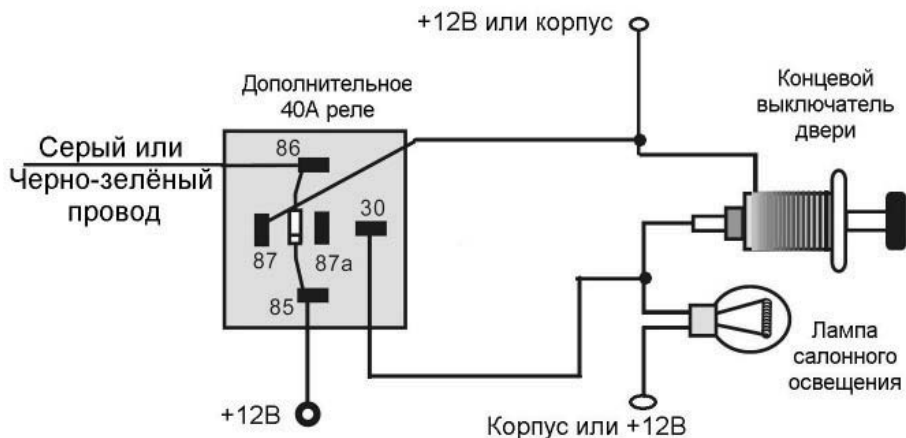 +12В или корпус
Дополнительное
40А реле
Концевой
выключатель
двери
Серый или
Черно-зелёный
провод
86
30
87
87а
85
+12В
Лампа
салонного
освещения
Корпус или +12В